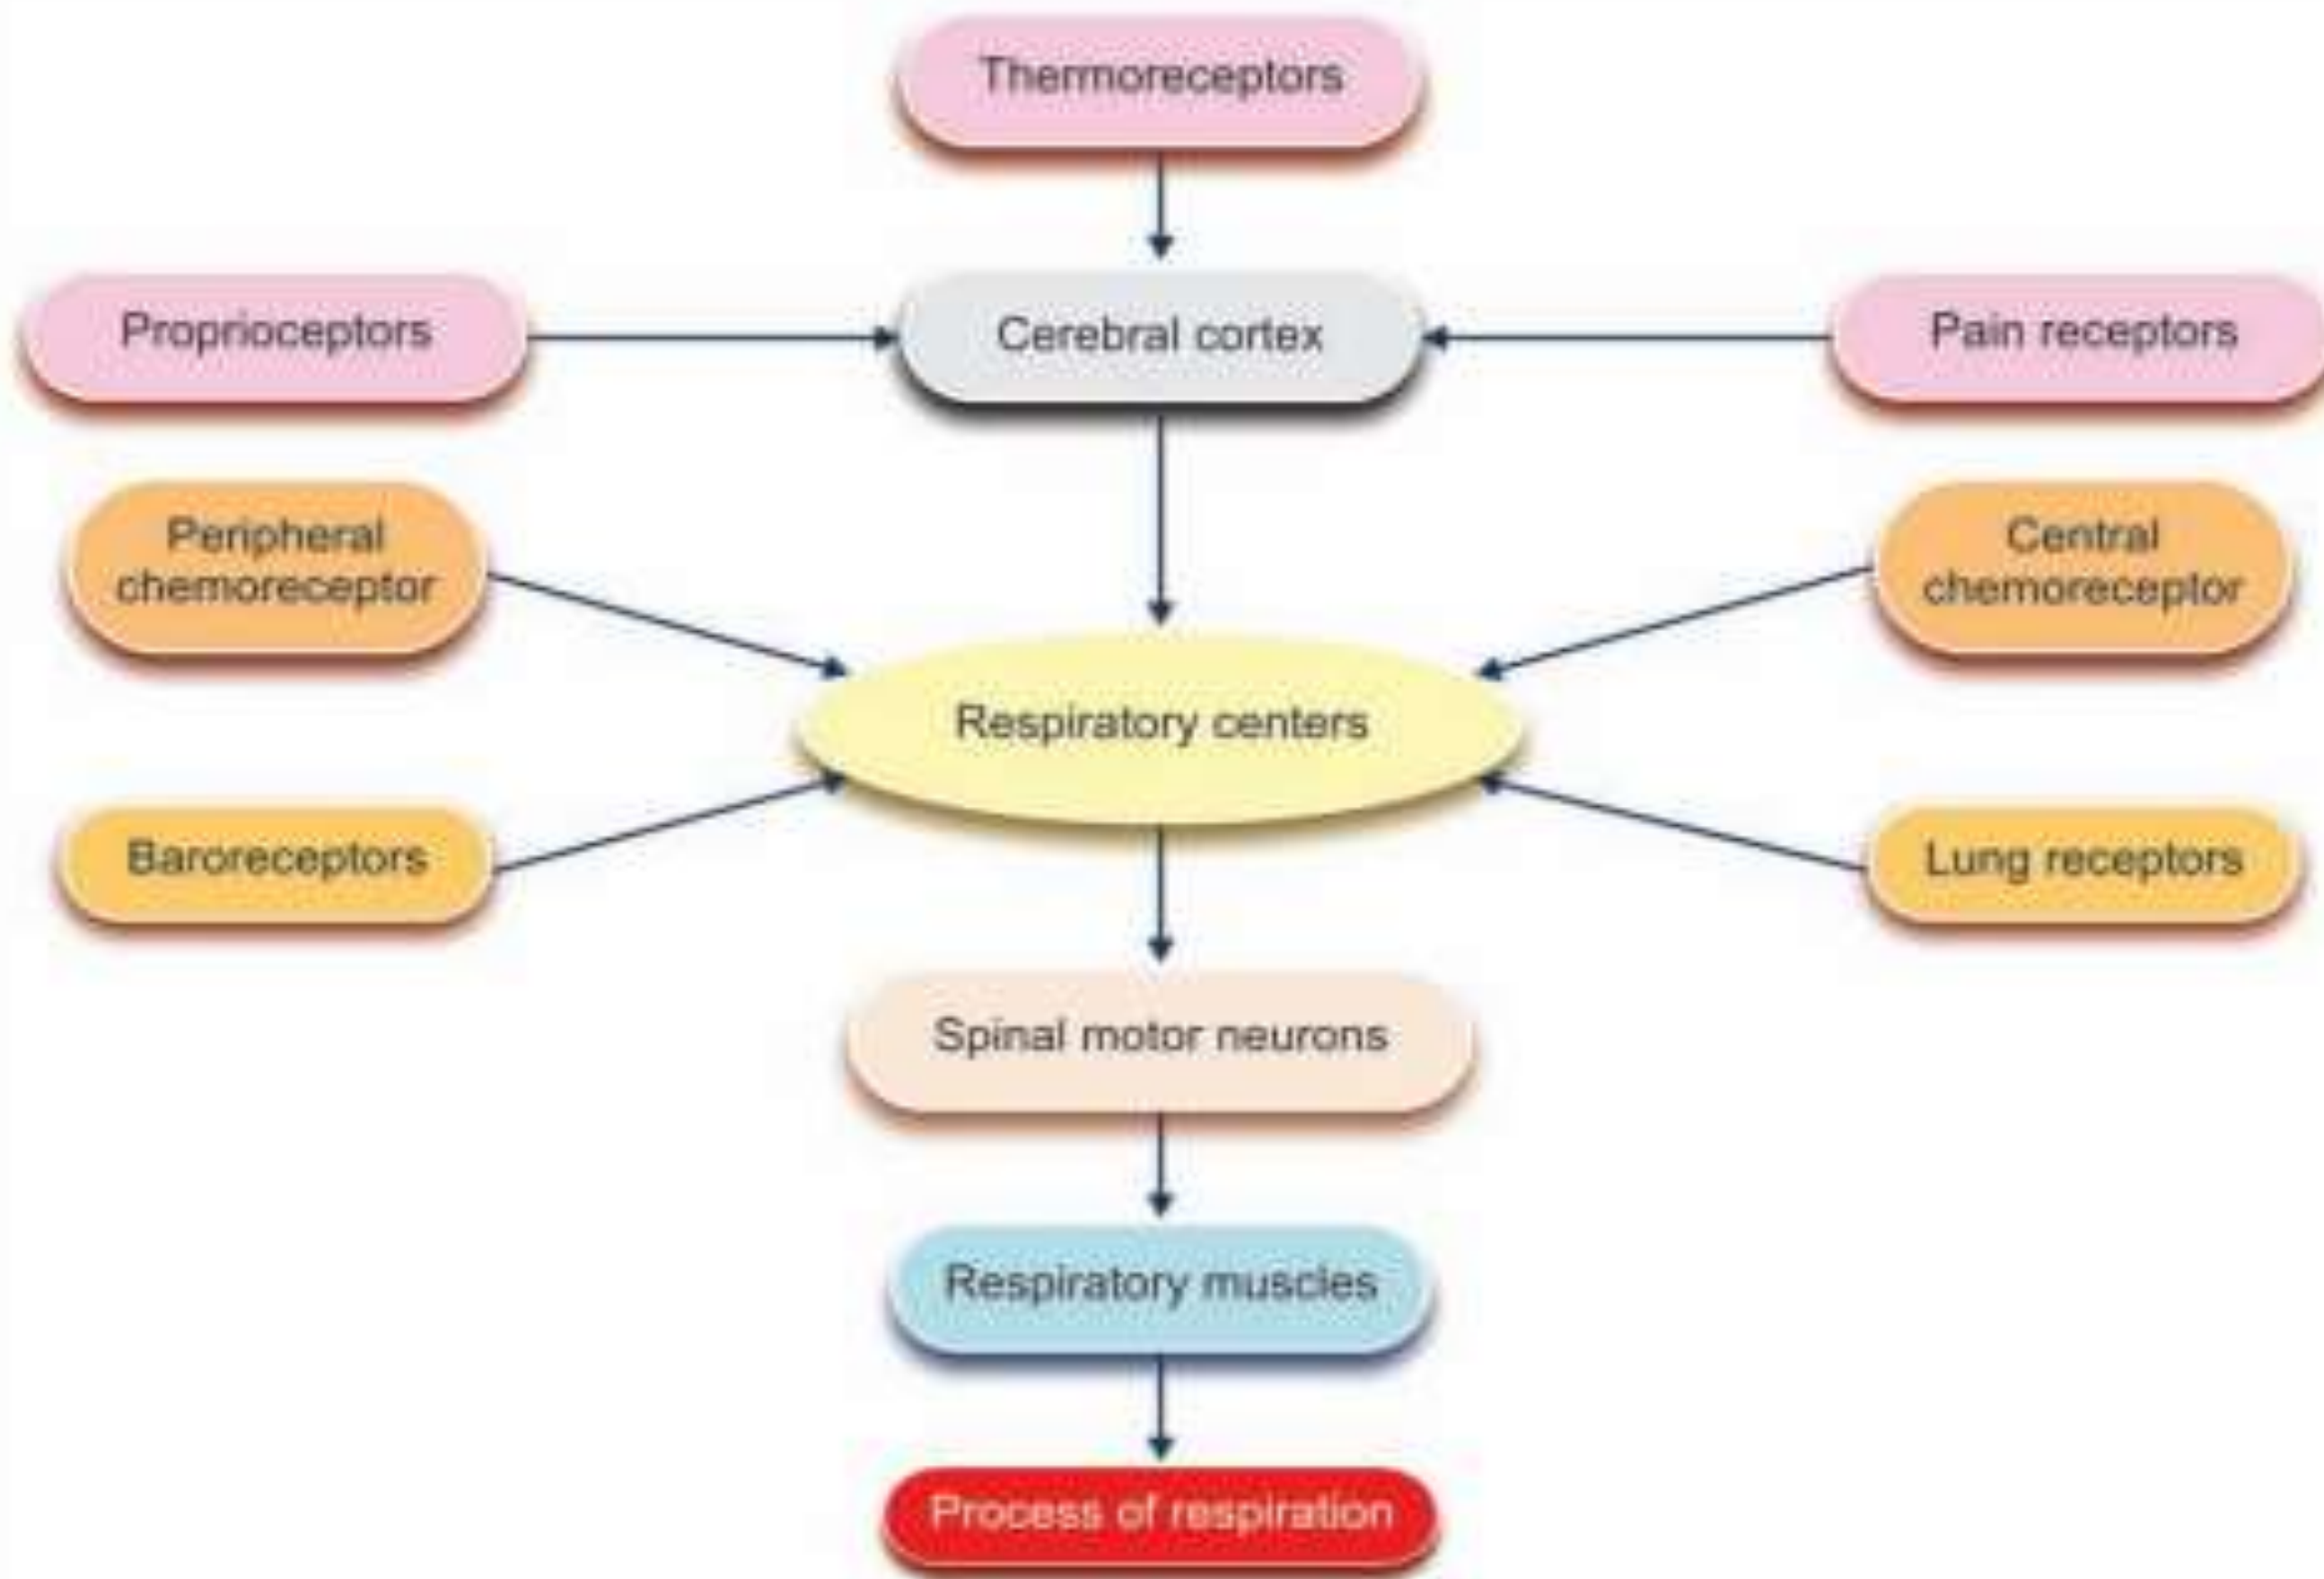 Thermoreceptors
Proprioceptors
Cerebral cortex
Pain receptors
Peripheral
chemoreceptor
Central
chemoreceptor
Respiratory centers
Baroreceptors
Lung receptors
Spinal motor neurons
Respiratory muscles
Process of respiration